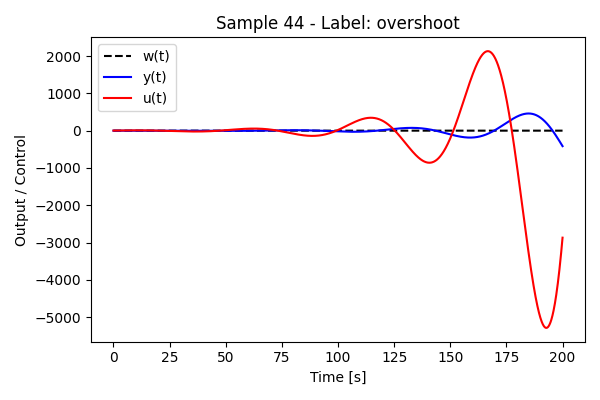 Sample 44 - Label: overshoot
w(t)
y(t)
u(t)
Output / Control
2000
1000
0
−1000
−2000
−3000
−4000
−5000
0 25 50 75 100 125 150 175 200
Time [s]